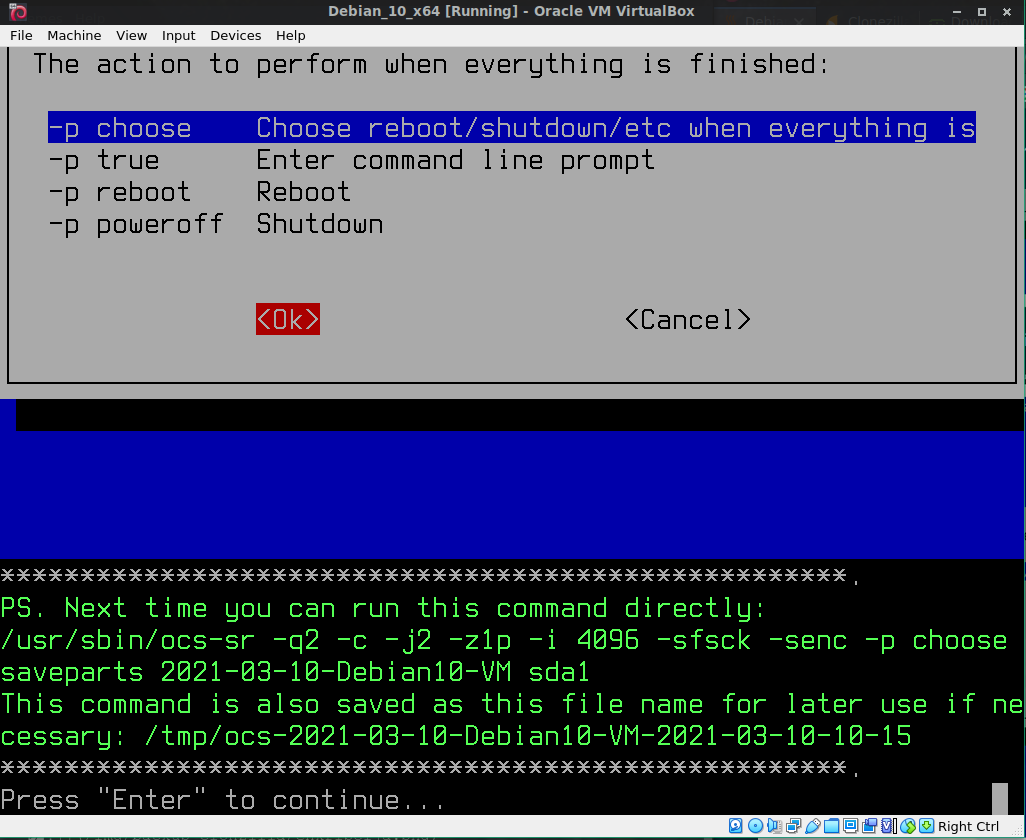 Debian_10_x64 [Running] - Oracle VM VirtualBox
File Machine View Input Devices Help
The action to perform when everything is finished:
-p choose Choose reboot/shutdown/etc when everything is
-p true Enter command line prompt
-p reboot Reboot
-p poweroff Shutdown
<Ok> <Cancel>
*****************************************************.
PS. Next time you can run this command directly:
/usr/sbin/ocs-sr -q2 -c -j2 -z1p -i 4096 -sfsck -senc -p choose
saveparts 2021-03-10-Debian10-VM sda1
This command is also saved as this file name for later use if ne
cessary: /tmp/ocs-2021-03-10-Debian10-VM-2021-03-10-10-15
*****************************************************.
Press "Enter" to continue...
Right Ctrl